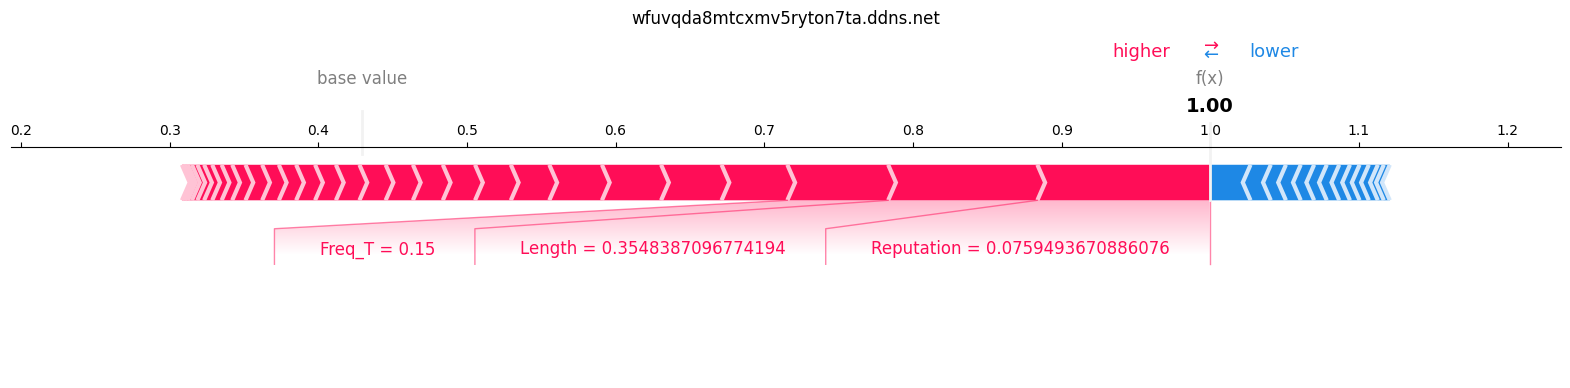 wfuvqda8mtcxmv5ryton7ta.ddns.net
higher ⇄ lower
base value f(x)
1.00
0.2 0.3 0.4 0.5 0.6 0.7 0.8 0.9 1.0 1.1 1.2
Freq_T = 0.15 Length = 0.3548387096774194 Reputation = 0.0759493670886076